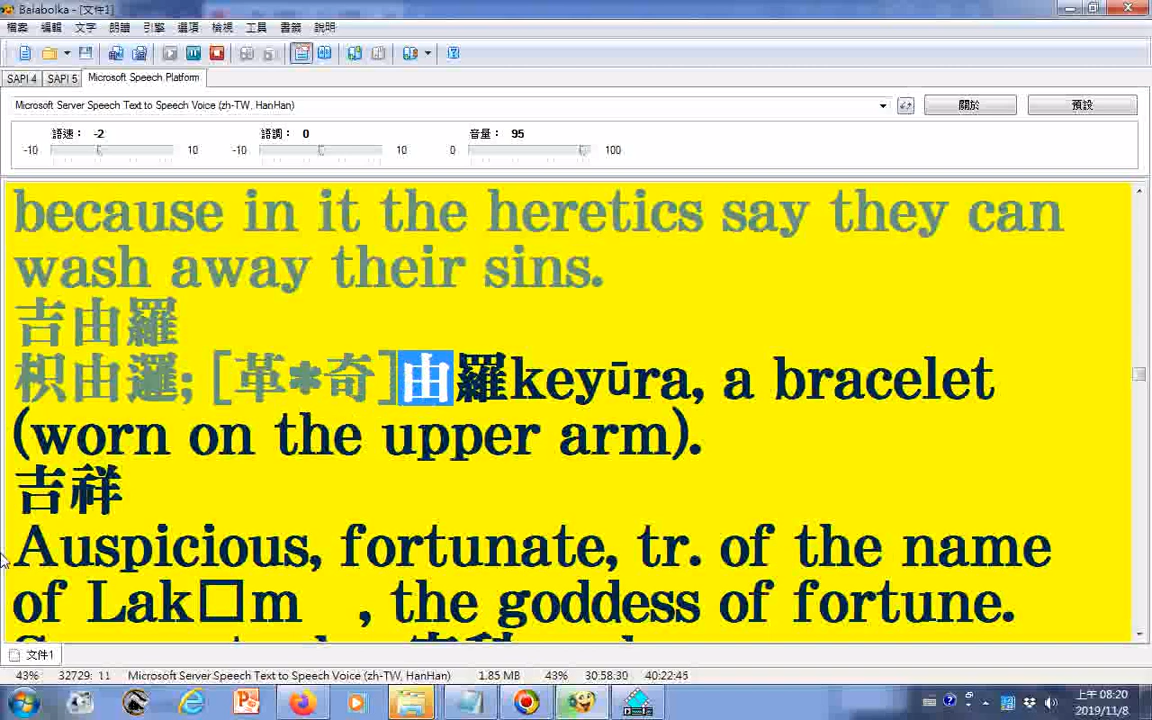 Balabolka - [文件1]
檔案 編輯 文字 朗讀 引擎 選項 檢視 工具 書籤 說明
SAPI 4 SAPI 5 Microsoft Speech Platform
Microsoft Server Speech Text to Speech Voice (zh-TW, HanHan)
關於 預設
語速： -2 語調： 0 音量： 95
-10 10 -10 10 0 100
because in it the heretics say they can
wash away their sins.
吉由羅
枳由邏; [革*奇]由羅keyūra, a bracelet
(worn on the upper arm).
吉祥
Auspicious, fortunate, tr. of the name
of Lak□m , the goddess of fortune.
文件1
43% 32729: 11 Microsoft Server Speech Text to Speech Voice (zh-TW, HanHan) 1.85 MB 43% 30:58:30 40:22:45
上午 08:20
2019/11/8